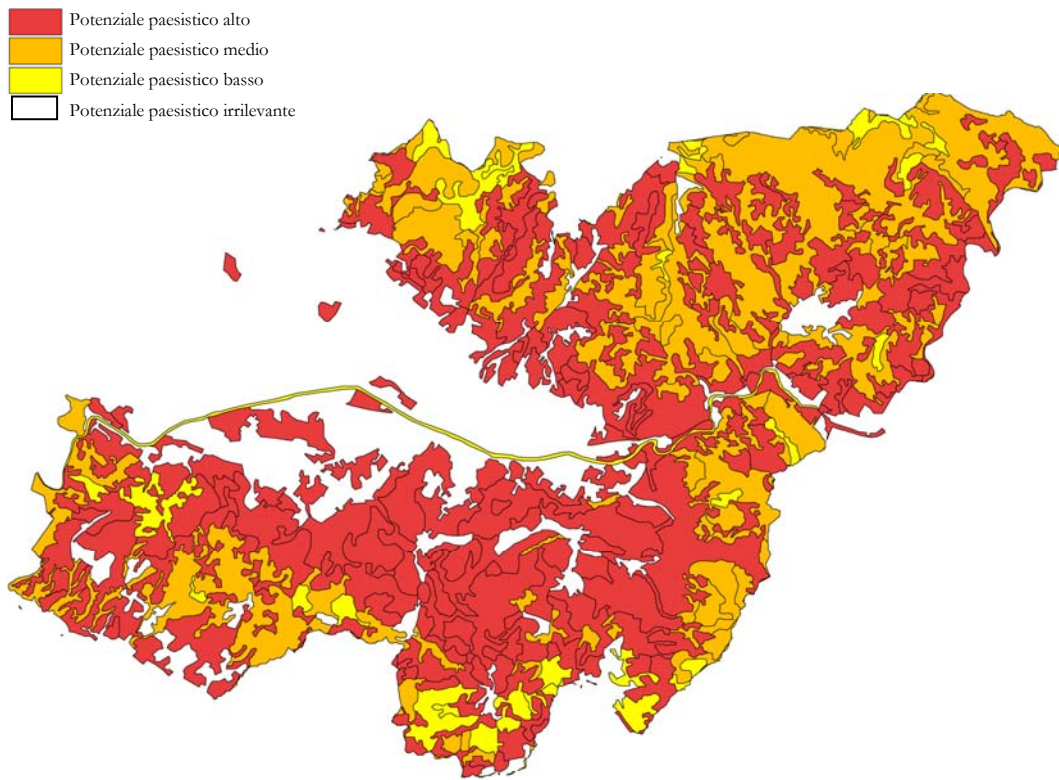 Potenziale paesistico alto
Potenziale paesistico medio
Potenziale paesistico basso
Potenziale paesistico irrilevante